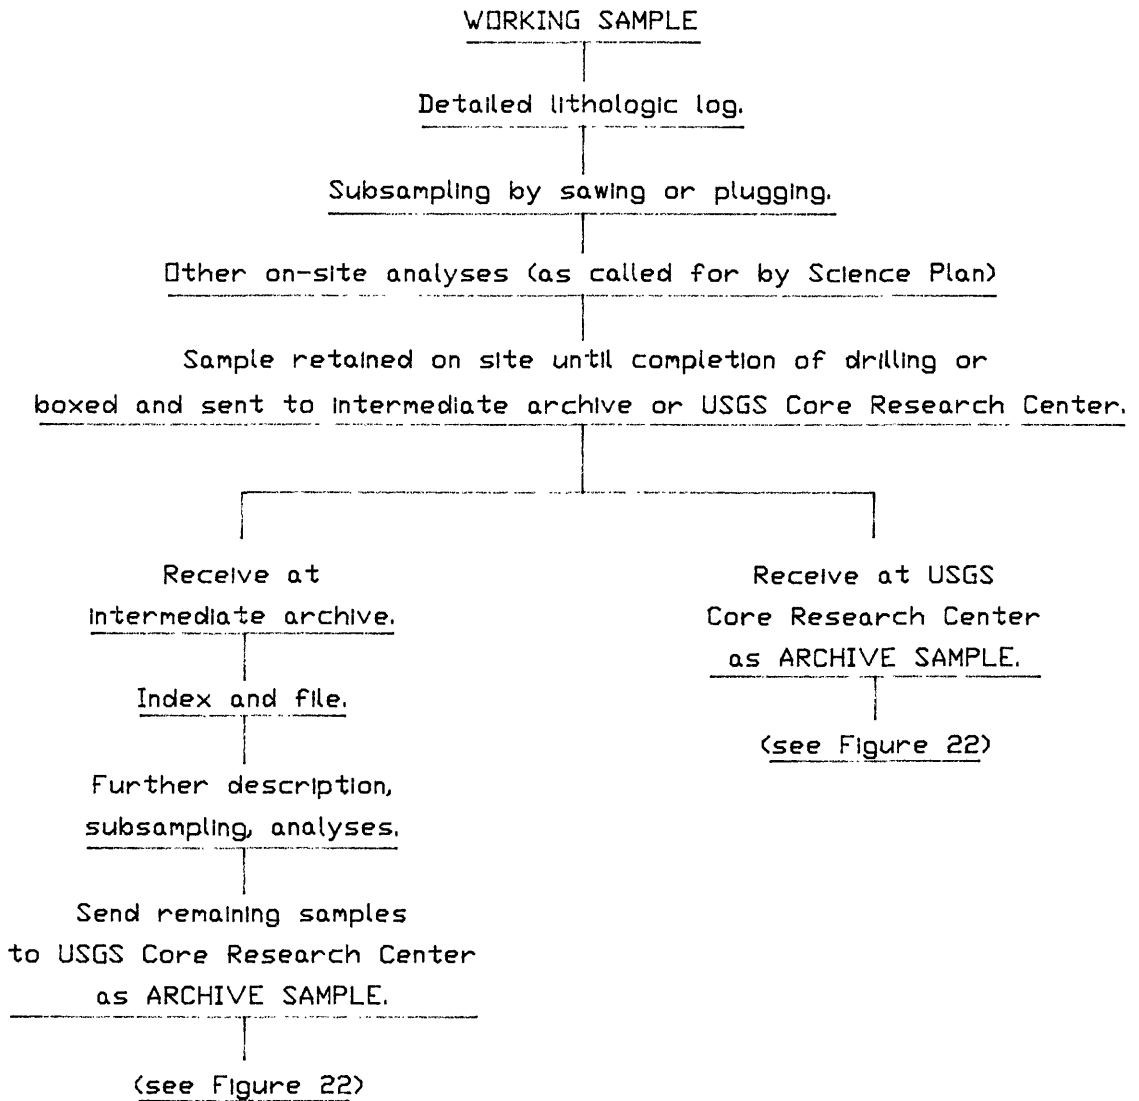 WORKING SAMPLE
Detailed lithologic log.
Subsampling by sawing or plugging.
Other on-site analyses (as called for by Science Plan)
Sample retained on site until completion of drilling or
boxed and sent to intermediate archive or USGS Core Research Center.
Receive at
intermediate archive.
Index and file.
Further description,
subsampling, analyses.
Send remaining samples
to USGS Core Research Center
as ARCHIVE SAMPLE.
(see Figure 22)
Receive at USGS
Core Research Center
as ARCHIVE SAMPLE.
(see Figure 22)